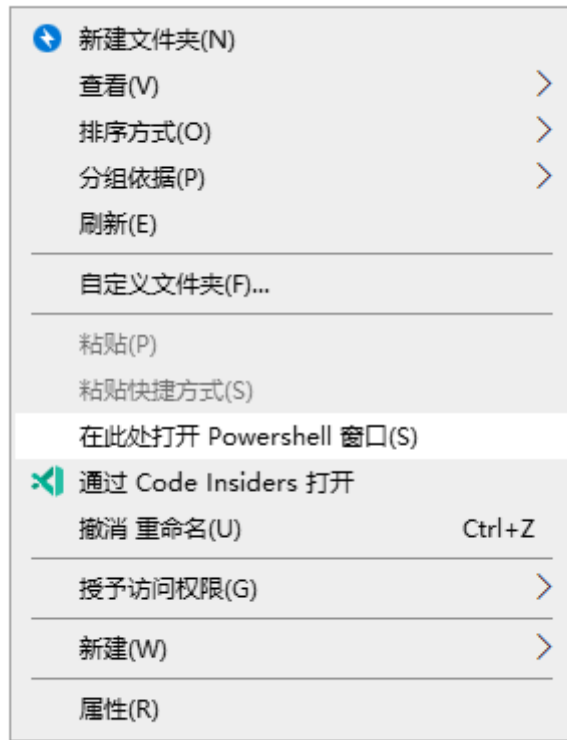 新建文件夹(N)
查看(V)
排序方式(O)
分组依据(P)
刷新(E)
自定义文件夹(F)...
粘贴(P)
粘贴快捷方式(S)
在此处打开 Powershell 窗口(S)
通过 Code Insiders 打开
撤消 重命名(U) Ctrl+Z
授予访问权限(G)
新建(W)
属性(R)